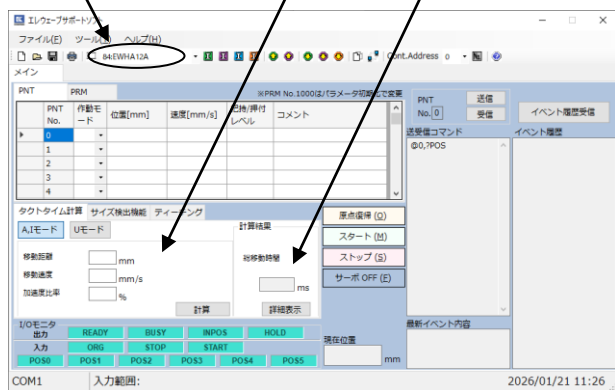 エレウェーブサポートソフト
ファイル(F) ツール(T) ヘルプ(H)
84:EWHA12A
Cont.Address 0
メイン
PNT PRM ※PRM No.1000はパラメータ初期化で変更
PNT No. 作動モード 位置[mm] 速度[mm/s] 把持/押付レベル コメント
0
1
2
3
4
PNT No. 0 送信 受信
送受信コマンド
@0,?POS
イベント履歴受信
イベント履歴
タクトタイム計算 サイズ検出機能 ティーチング
A,Iモード Uモード
移動距離 mm
移動速度 mm/s
加速度比率 %
計算
計算結果
総移動時間
ms
詳細表示
原点復帰 (O)
スタート (M)
ストップ (S)
サーボ OFF (F)
I/Oモニタ
出力 READY BUSY INPOS HOLD
入力 ORG STOP START
POS0 POS1 POS2 POS3 POS4 POS5
現在位置
mm
最新イベント内容
COM1 入力範囲: 2026/01/21 11:26